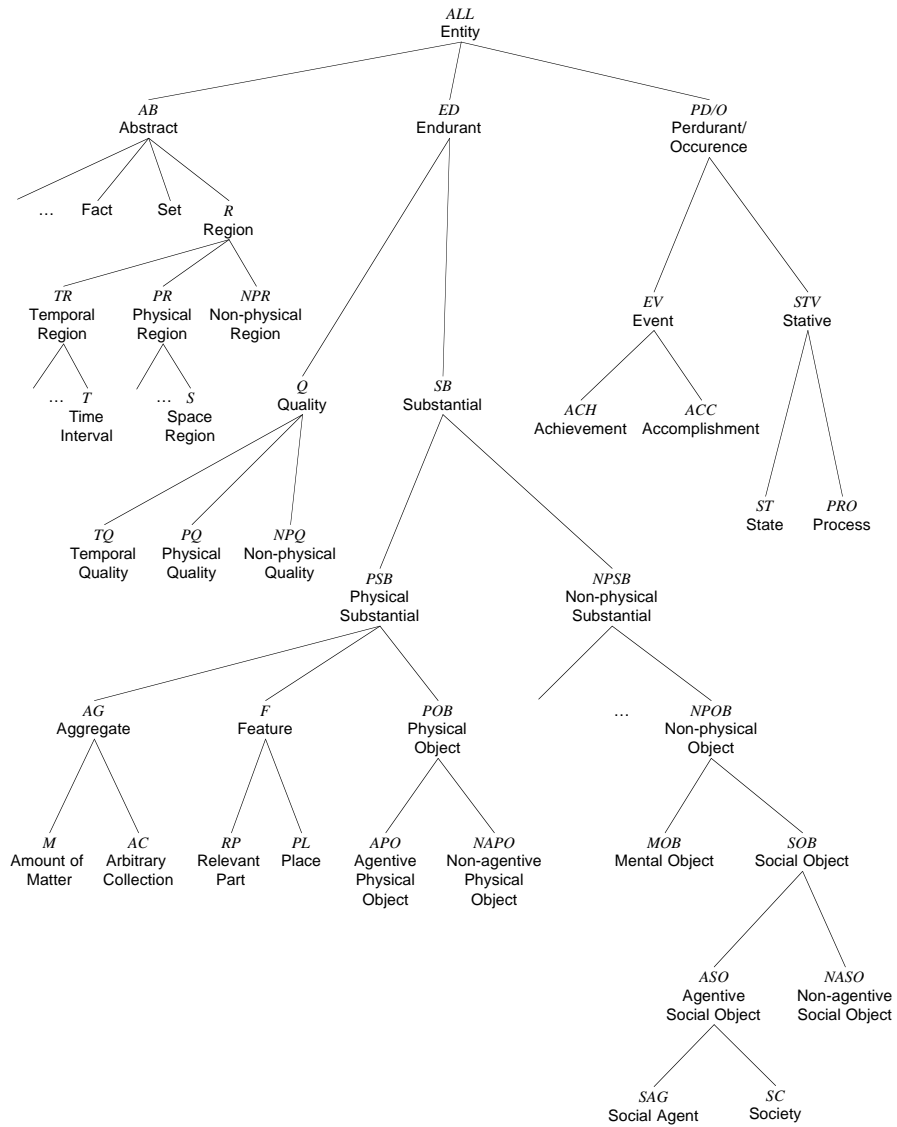 ALL
Entity
AB
Abstract
ED
Endurant
PD/O
Perdurant/
Occurence
…
Fact
Set
R
Region
TR
Temporal
Region
PR
Physical
Region
NPR
Non-physical
Region
EV
Event
STV
Stative
… T
Time
Interval
… S
Space
Region
Q
Quality
SB
Substantial
ACH
Achievement
ACC
Accomplishment
ST
State
PRO
Process
TQ
Temporal
Quality
PQ
Physical
Quality
NPQ
Non-physical
Quality
PSB
Physical
Substantial
NPSB
Non-physical
Substantial
AG
Aggregate
F
Feature
POB
Physical
Object
…
NPOB
Non-physical
Object
M
Amount of
Matter
AC
Arbitrary
Collection
RP
Relevant
Part
PL
Place
APO
Agentive
Physical
Object
NAPO
Non-agentive
Physical
Object
MOB
Mental Object
SOB
Social Object
ASO
Agentive
Social Object
NASO
Non-agentive
Social Object
SAG
Social Agent
SC
Society